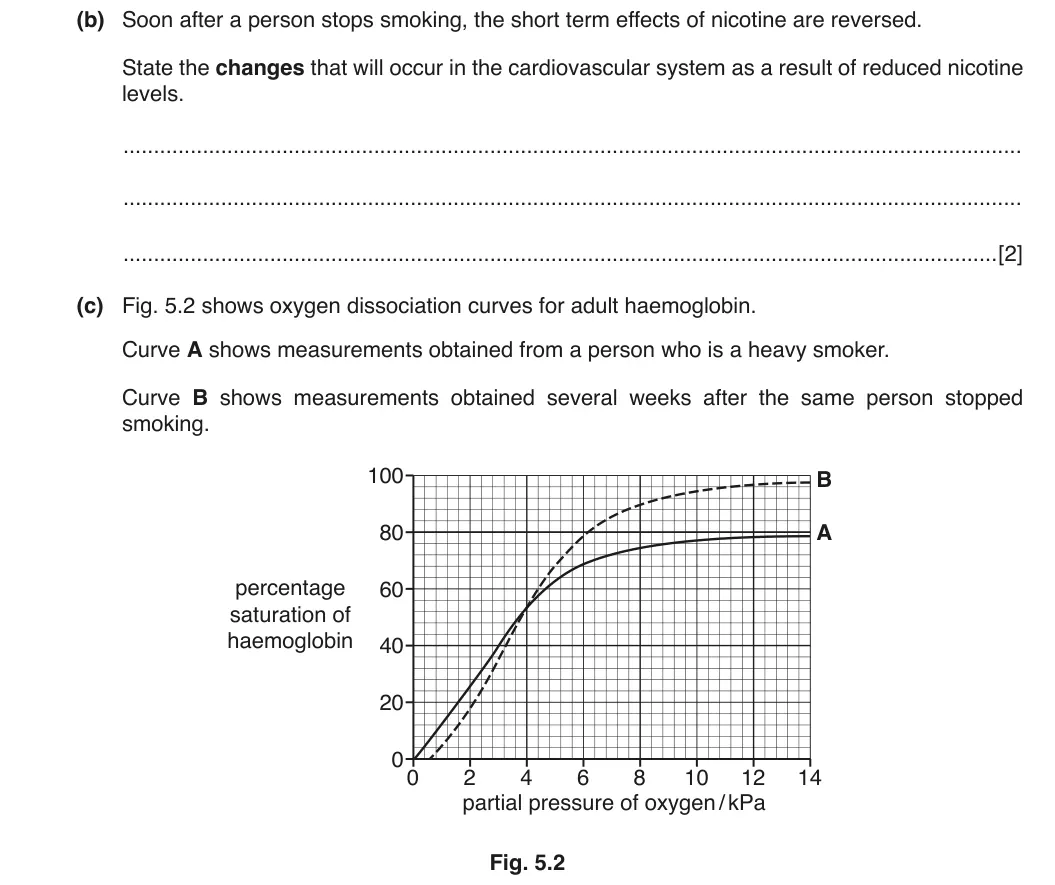 (b) Soon after a person stops smoking, the short term effects of nicotine are reversed.
State the changes that will occur in the cardiovascular system as a result of reduced nicotine
levels.
..........................................................................................................................................................
..........................................................................................................................................................
.....................................................................................................................................................[2]
(c) Fig. 5.2 shows oxygen dissociation curves for adult haemoglobin.
Curve A shows measurements obtained from a person who is a heavy smoker.
Curve B shows measurements obtained several weeks after the same person stopped
smoking.
100
80
60
40
20
0
percentage
saturation of
haemoglobin
B
A
0 2 4 6 8 10 12 14
partial pressure of oxygen / kPa
Fig. 5.2